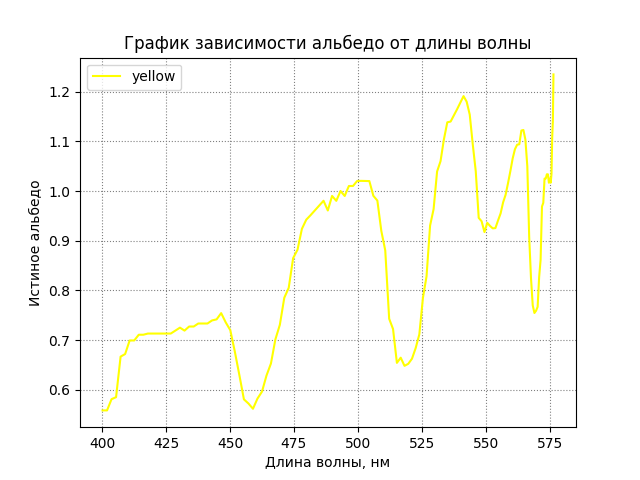 График зависимости альбедо от длины волны
yellow
1.2
1.1
1.0
0.9
0.8
0.7
0.6
Истиное альбедо
400 425 450 475 500 525 550 575
Длина волны, нм